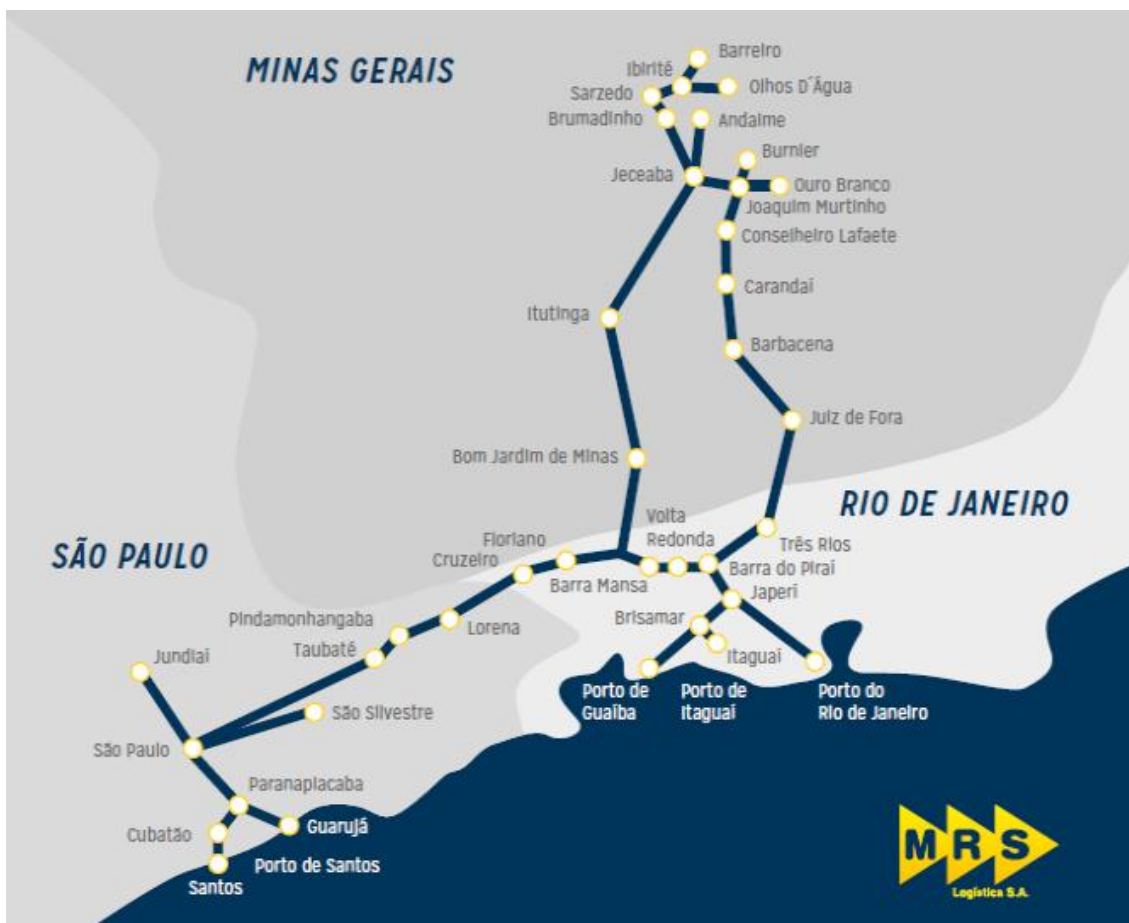 MINAS GERAIS
Barreiro
Ibirité
Olhos D´Água
Sarzedo
Brumadinho
Andaime
Burnier
Jeceaba
Ouro Branco
Joaquim Murtinho
Conselheiro Lafaete
Carandaí
Itutinga
Barbacena
Juiz de Fora
Bom Jardim de Minas
RIO DE JANEIRO
Volta
Redonda
SÃO PAULO
Floriano
Três Rios
Cruzeiro
Barra Mansa
Barra do Piraí
Japeri
Pindamonhangaba
Lorena
Brisamar
Taubaté
Jundiaí
Itaguaí
Porto de
Guaíba
Porto de
Itaguaí
Porto do
Rio de Janeiro
São Silvestre
São Paulo
Paranapiacaba
Cubatão
Guarujá
Porto de Santos
Santos
MRS
Logística S.A.